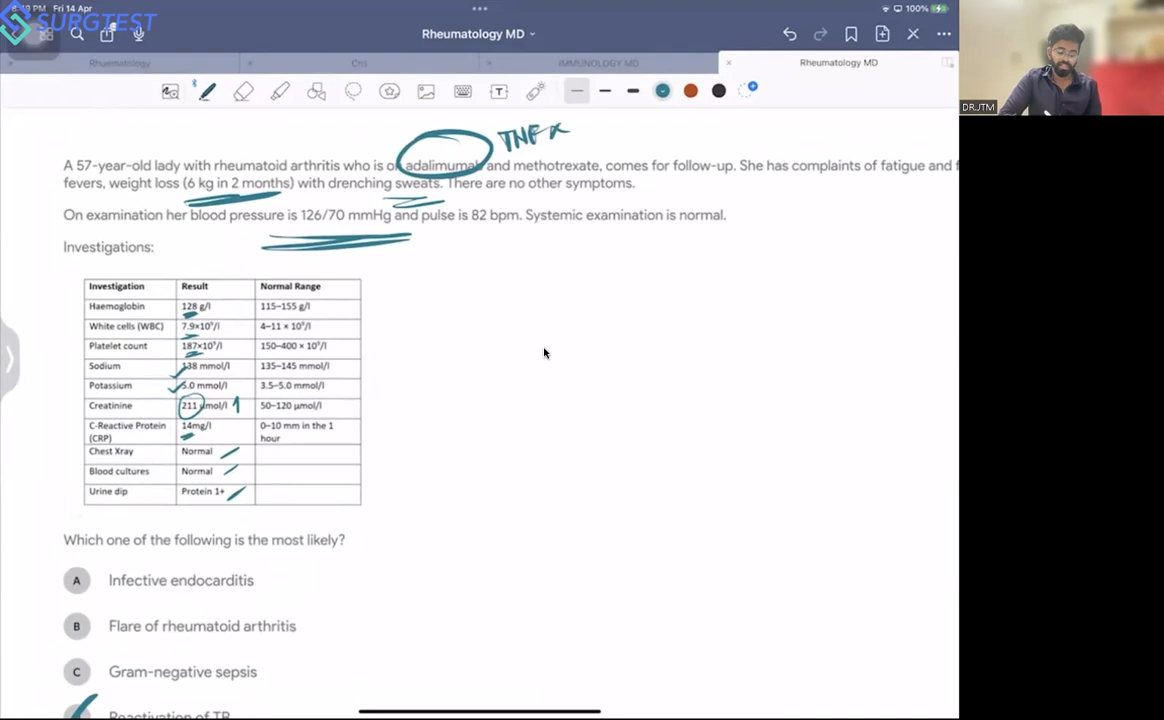 Fri 14 Apr
100%
SURGTEST
Rheumatology MD
Rhuematology
Cns
IMMUNOLOGY MD
Rheumatology MD
DR.JTM
TNF α
A 57-year-old lady with rheumatoid arthritis who is on adalimumab and methotrexate, comes for follow-up. She has complaints of fatigue and f
fevers, weight loss (6 kg in 2 months) with drenching sweats. There are no other symptoms.
On examination her blood pressure is 126/70 mmHg and pulse is 82 bpm. Systemic examination is normal.
Investigations:
Investigation Result Normal Range
Haemoglobin 128 g/l 115–155 g/l
White cells (WBC) 7.9×10⁹/l 4–11 × 10⁹/l
Platelet count 187×10⁹/l 150–400 × 10⁹/l
Sodium 138 mmol/l 135–145 mmol/l
Potassium 5.0 mmol/l 3.5–5.0 mmol/l
Creatinine 211 µmol/l 50–120 µmol/l
C-Reactive Protein 14mg/l 0–10 mm in the 1
(CRP) hour
Chest Xray Normal
Blood cultures Normal
Urine dip Protein 1+
Which one of the following is the most likely?
A Infective endocarditis
B Flare of rheumatoid arthritis
C Gram-negative sepsis
Reactivation of TB